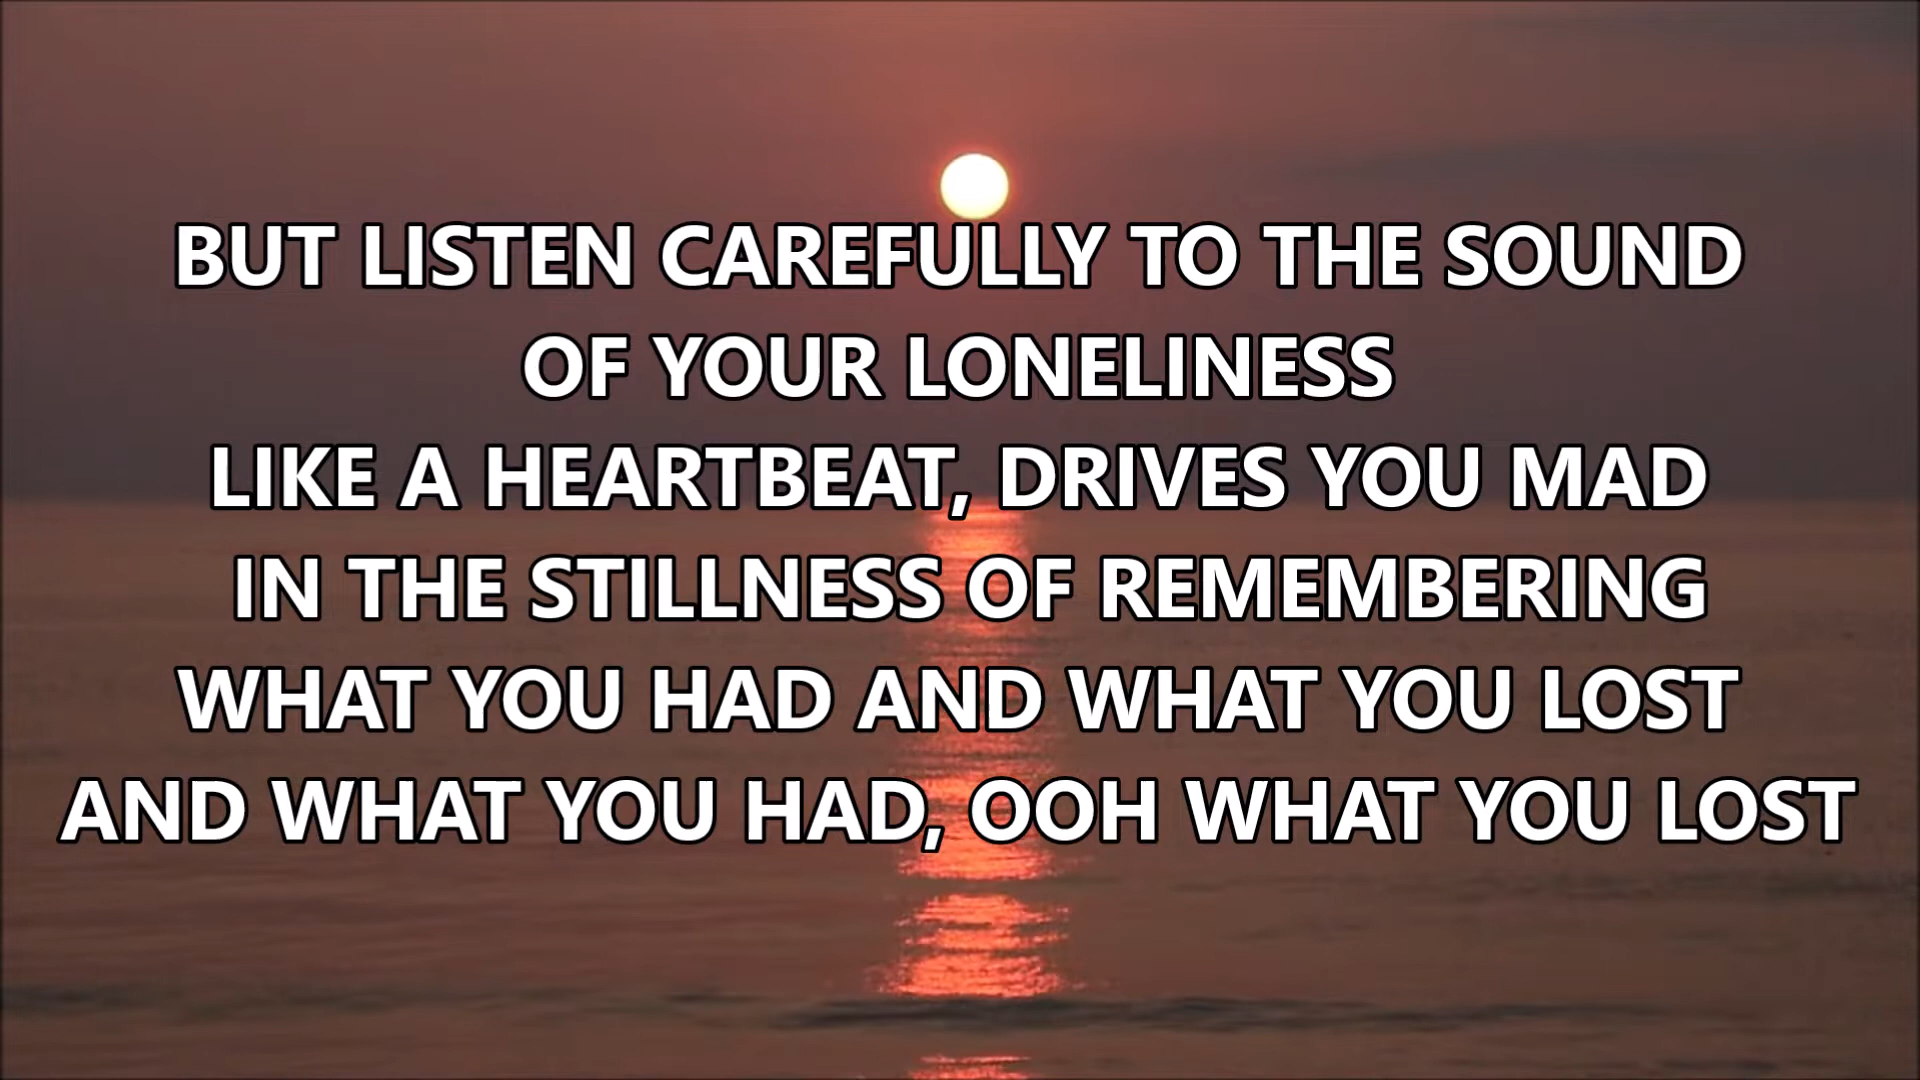 BUT LISTEN CAREFULLY TO THE SOUND
OF YOUR LONELINESS
LIKE A HEARTBEAT, DRIVES YOU MAD
IN THE STILLNESS OF REMEMBERING
WHAT YOU HAD AND WHAT YOU LOST
AND WHAT YOU HAD, OOH WHAT YOU LOST